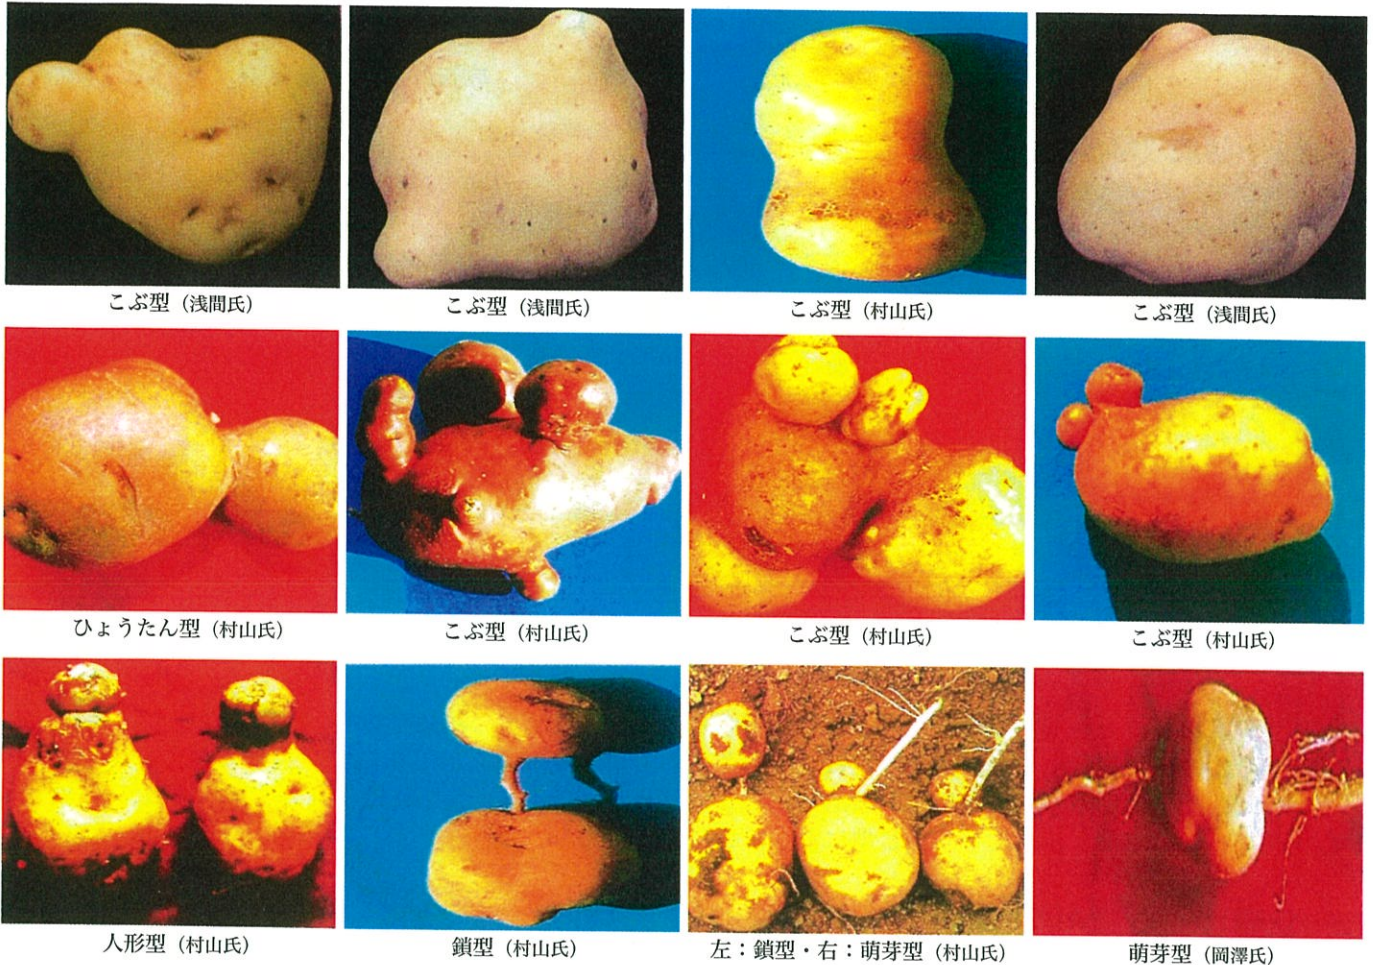 こぶ型（浅間氏）
こぶ型（浅間氏）
こぶ型（村山氏）
こぶ型（浅間氏）
ひょうたん型（村山氏）
こぶ型（村山氏）
こぶ型（村山氏）
こぶ型（村山氏）
人形型（村山氏）
鎖型（村山氏）
左：鎖型・右：萌芽型（村山氏）
萌芽型（岡澤氏）